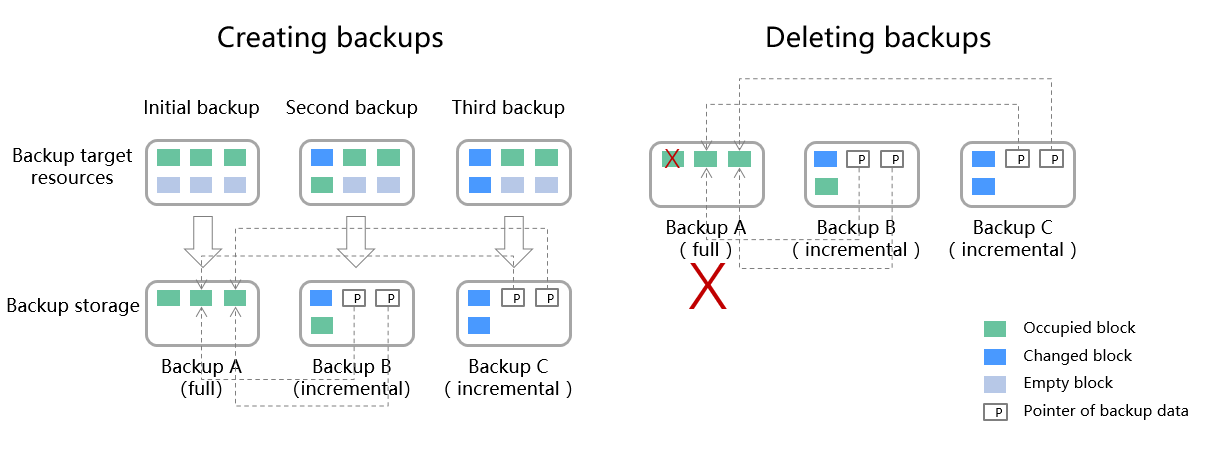 Creating backups
Deleting backups
Initial backup
Second backup
Third backup
Backup target
resources
P
P
P
P
Backup A
( full )
Backup B
( incremental )
Backup C
( incremental )
Backup storage
P
P
P
P
Backup A
(full)
Backup B
(incremental)
Backup C
( incremental )
Occupied block
Changed block
Empty block
P
Pointer of backup data